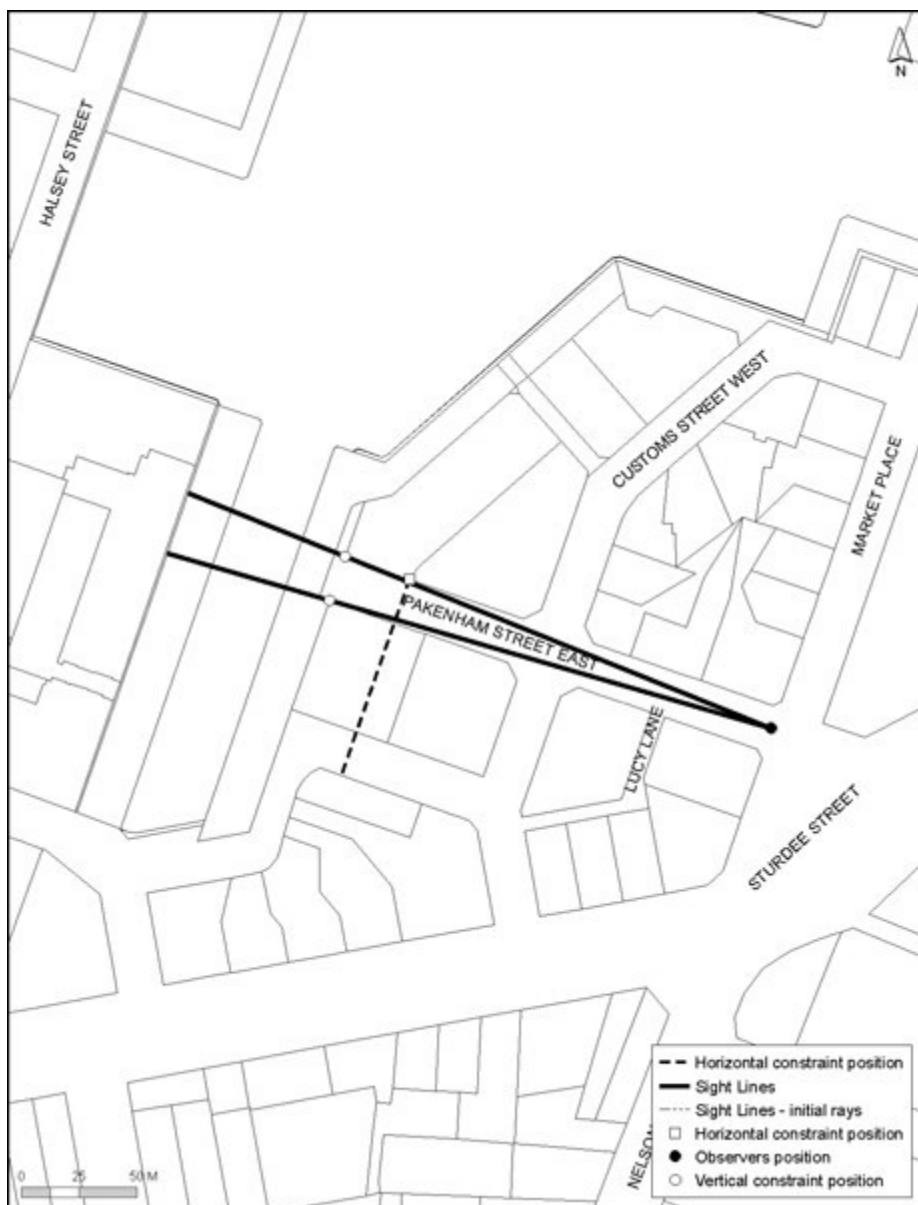 N
HALSEY STREET
CUSTOMS STREET WEST
MARKET PLACE
PAKENHAM STREET EAST
LUCY LANE
STURDEE STREET
NELSON
Horizontal constraint position
Sight Lines
Sight Lines - initial rays
Horizontal constraint position
Observers position
Vertical constraint position
0 25 50 M